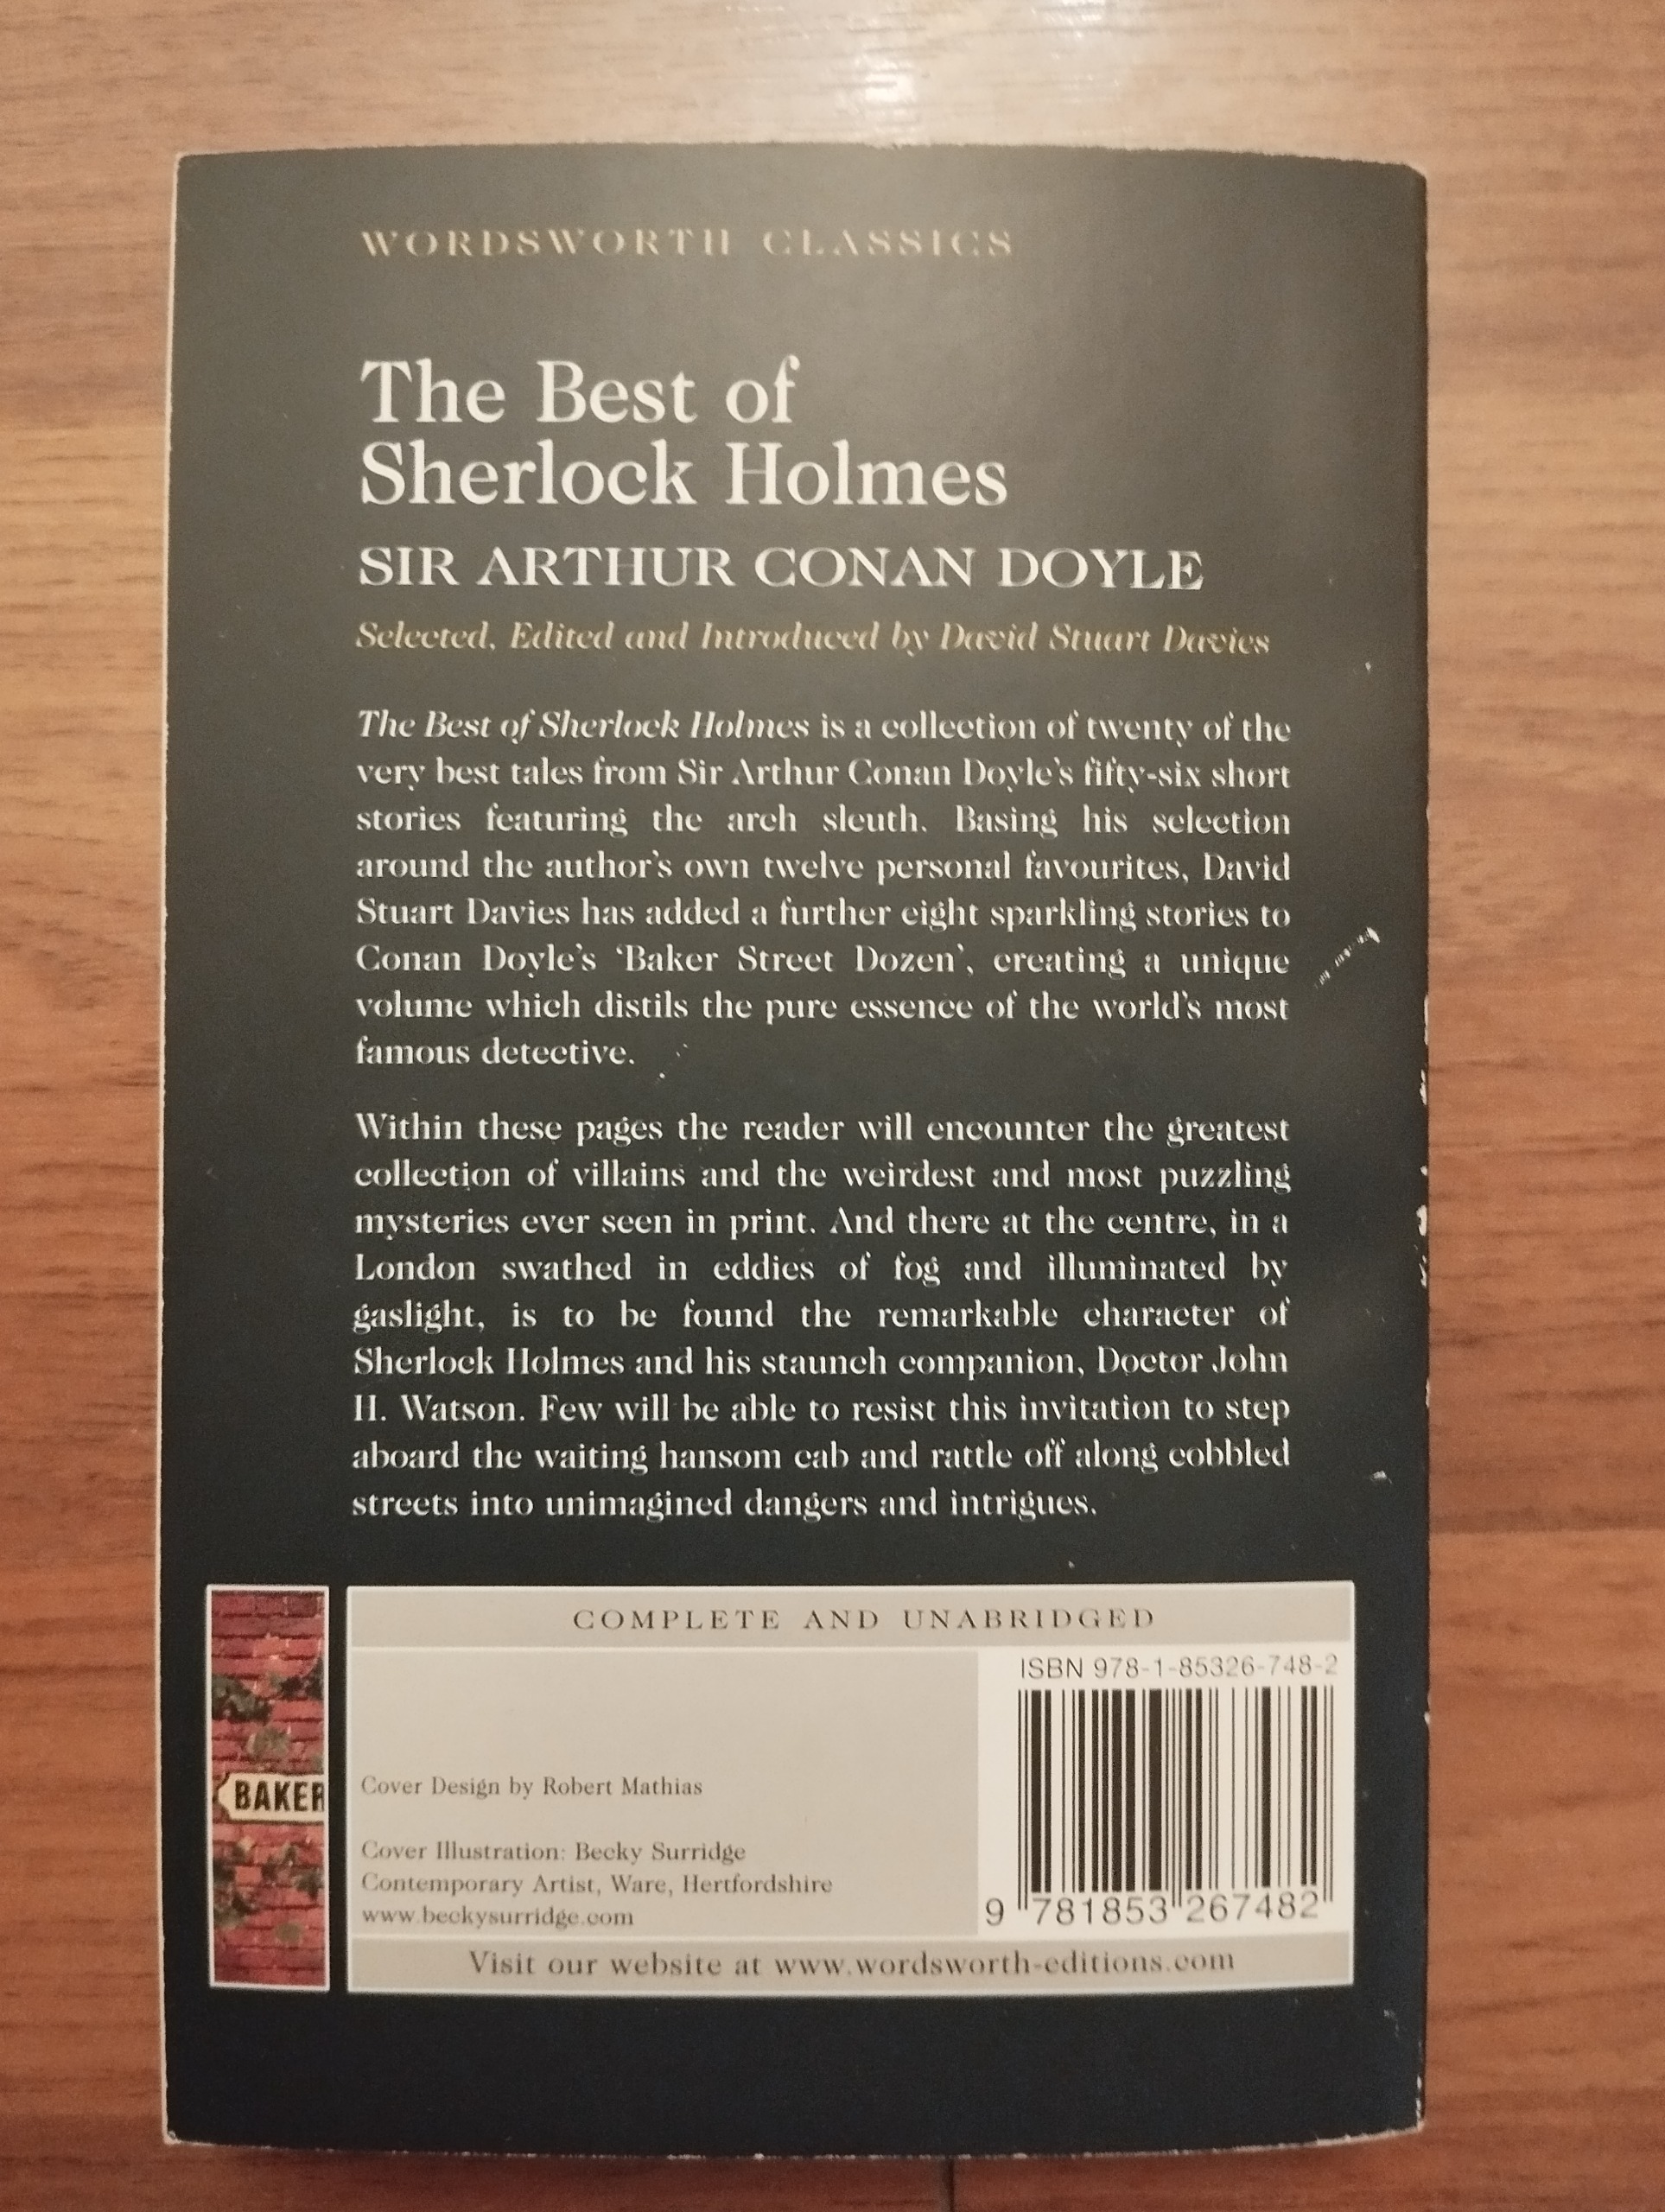 WORDSWORTH CLASSICS
The Best of
Sherlock Holmes
SIR ARTHUR CONAN DOYLE
Selected, Edited and Introduced by David Stuart Davies
The Best of Sherlock Holmes is a collection of twenty of the
very best tales from Sir Arthur Conan Doyle's fifty-six short
stories featuring the arch sleuth. Basing his selection
around the author's own twelve personal favourites, David
Stuart Davies has added a further eight sparkling stories to
Conan Doyle's ‘Baker Street Dozen’, creating a unique
volume which distils the pure essence of the world's most
famous detective.
Within these pages the reader will encounter the greatest
collection of villains and the weirdest and most puzzling
mysteries ever seen in print. And there at the centre, in a
London swathed in eddies of fog and illuminated by
gaslight, is to be found the remarkable character of
Sherlock Holmes and his staunch companion, Doctor John
H. Watson. Few will be able to resist this invitation to step
aboard the waiting hansom cab and rattle off along cobbled
streets into unimagined dangers and intrigues.
COMPLETE AND UNABRIDGED
ISBN 978-1-85326-748-2
BAKER
Cover Design by Robert Mathias
Cover Illustration: Becky Surridge
Contemporary Artist, Ware, Hertfordshire
www.beckysurridge.com
9 781853 267482
Visit our website at www.wordsworth-editions.com